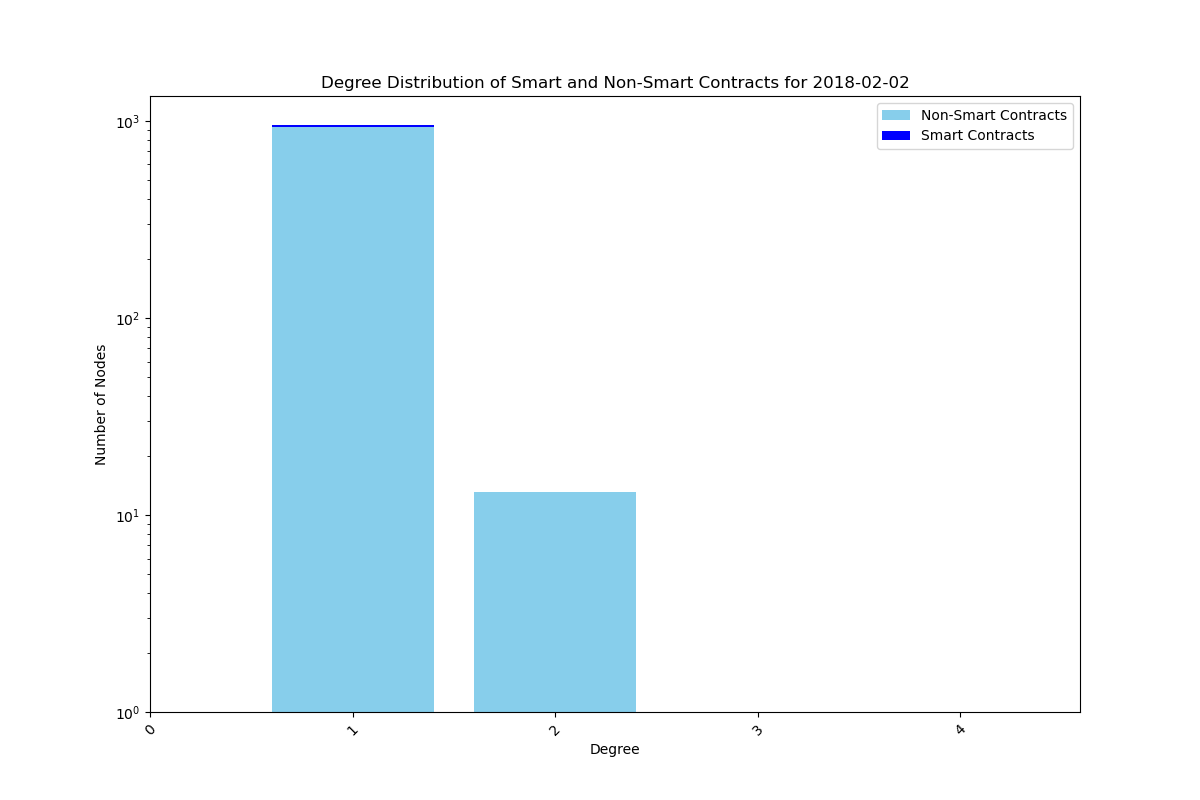 Degree Distribution of Smart and Non-Smart Contracts for 2018-02-02
Non-Smart Contracts
Smart Contracts
Number of Nodes
10³
10²
10¹
10⁰
0
1
2
3
4
Degree